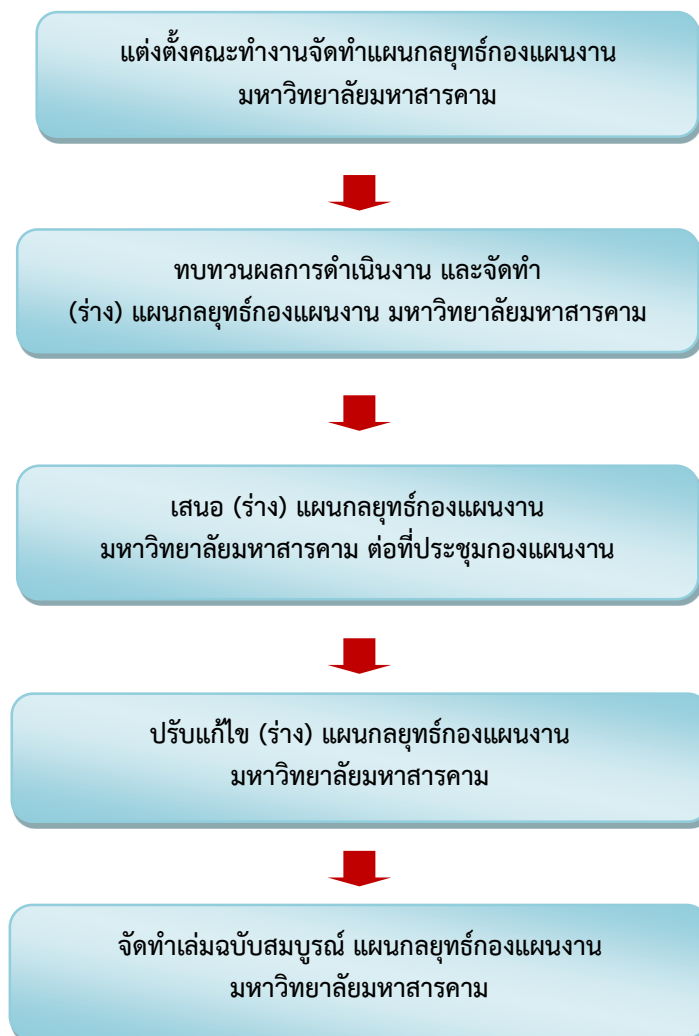 แต่งตั้งคณะทำงานจัดทำแผนกลยุทธ์กองแผนงาน
มหาวิทยาลัยมหาสารคาม
ทบทวนผลการดำเนินงาน และจัดทำ
(ร่าง) แผนกลยุทธ์กองแผนงาน มหาวิทยาลัยมหาสารคาม
เสนอ (ร่าง) แผนกลยุทธ์กองแผนงาน
มหาวิทยาลัยมหาสารคาม ต่อที่ประชุมกองแผนงาน
ปรับแก้ไข (ร่าง) แผนกลยุทธ์กองแผนงาน
มหาวิทยาลัยมหาสารคาม
จัดทำเล่มฉบับสมบูรณ์ แผนกลยุทธ์กองแผนงาน
มหาวิทยาลัยมหาสารคาม